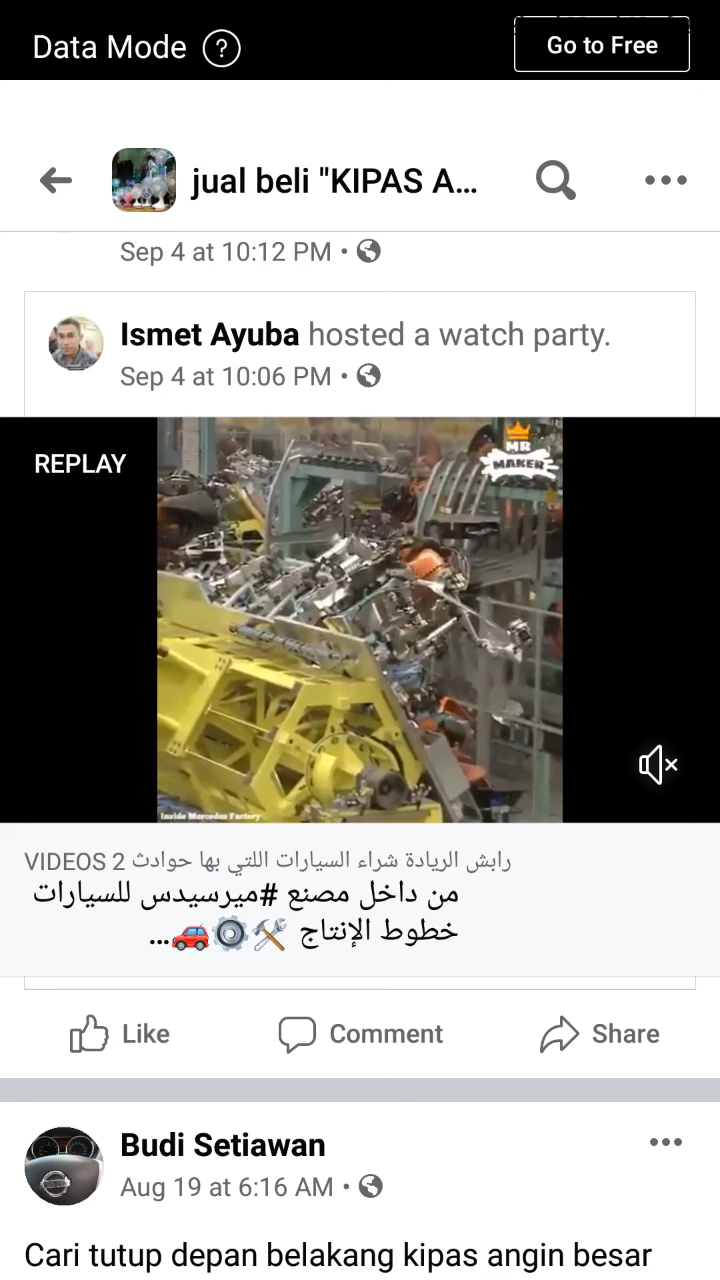 Data Mode ?
Go to Free
jual beli "KIPAS A...
Sep 4 at 10:12 PM •
Ismet Ayuba hosted a watch party.
Sep 4 at 10:06 PM •
REPLAY
MR
MAKER
Inside Mercedes Factory
رابش الريادة شراء السيارات اللتي بها حوادث 2 VIDEOS
من داخل مصنع #ميرسيدس للسيارات
خطوط الإنتاج 🛠️⚙️🚗...
Like
Comment
Share
Budi Setiawan
Aug 19 at 6:16 AM •
Cari tutup depan belakang kipas angin besar